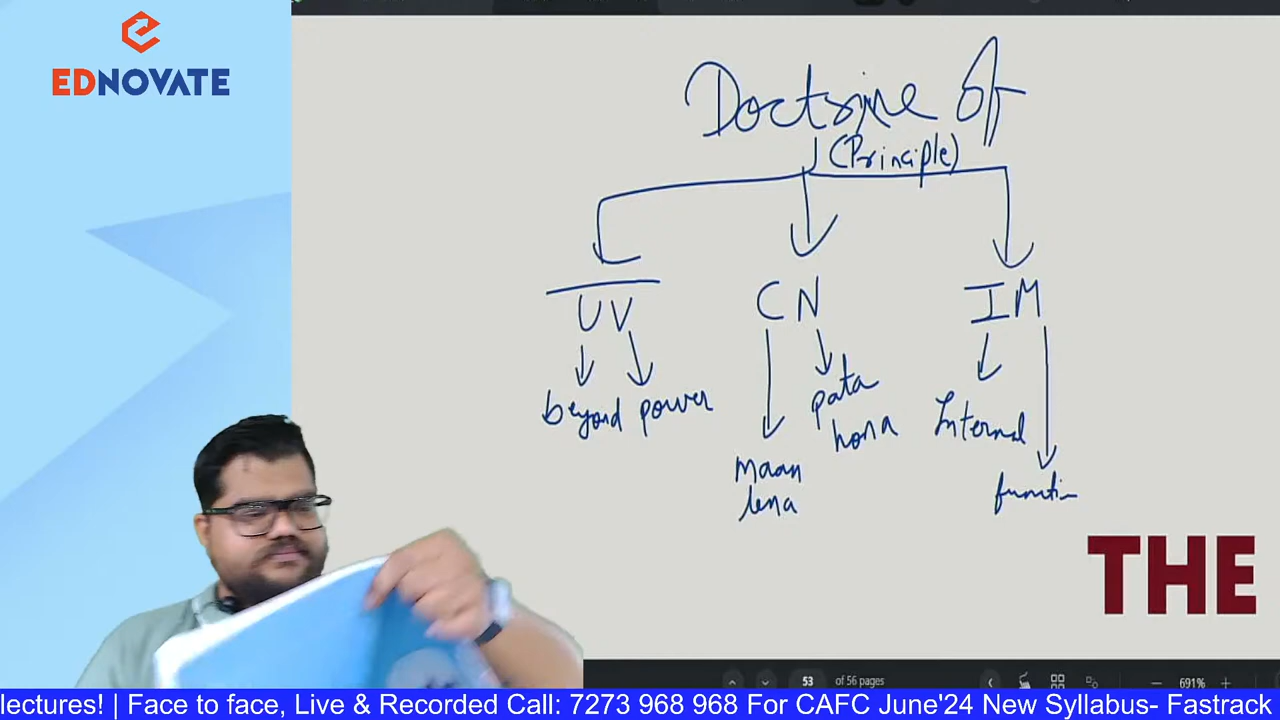 EDNOVATE
Doctrine of
(Principle)
UV CN IM
beyond power
maan
lena
pata
hona
Internal
function
THE
53 of 56 pages
691%
lectures! | Face to face, Live & Recorded Call: 7273 968 968 For CAFC June'24 New Syllabus- Fastrack